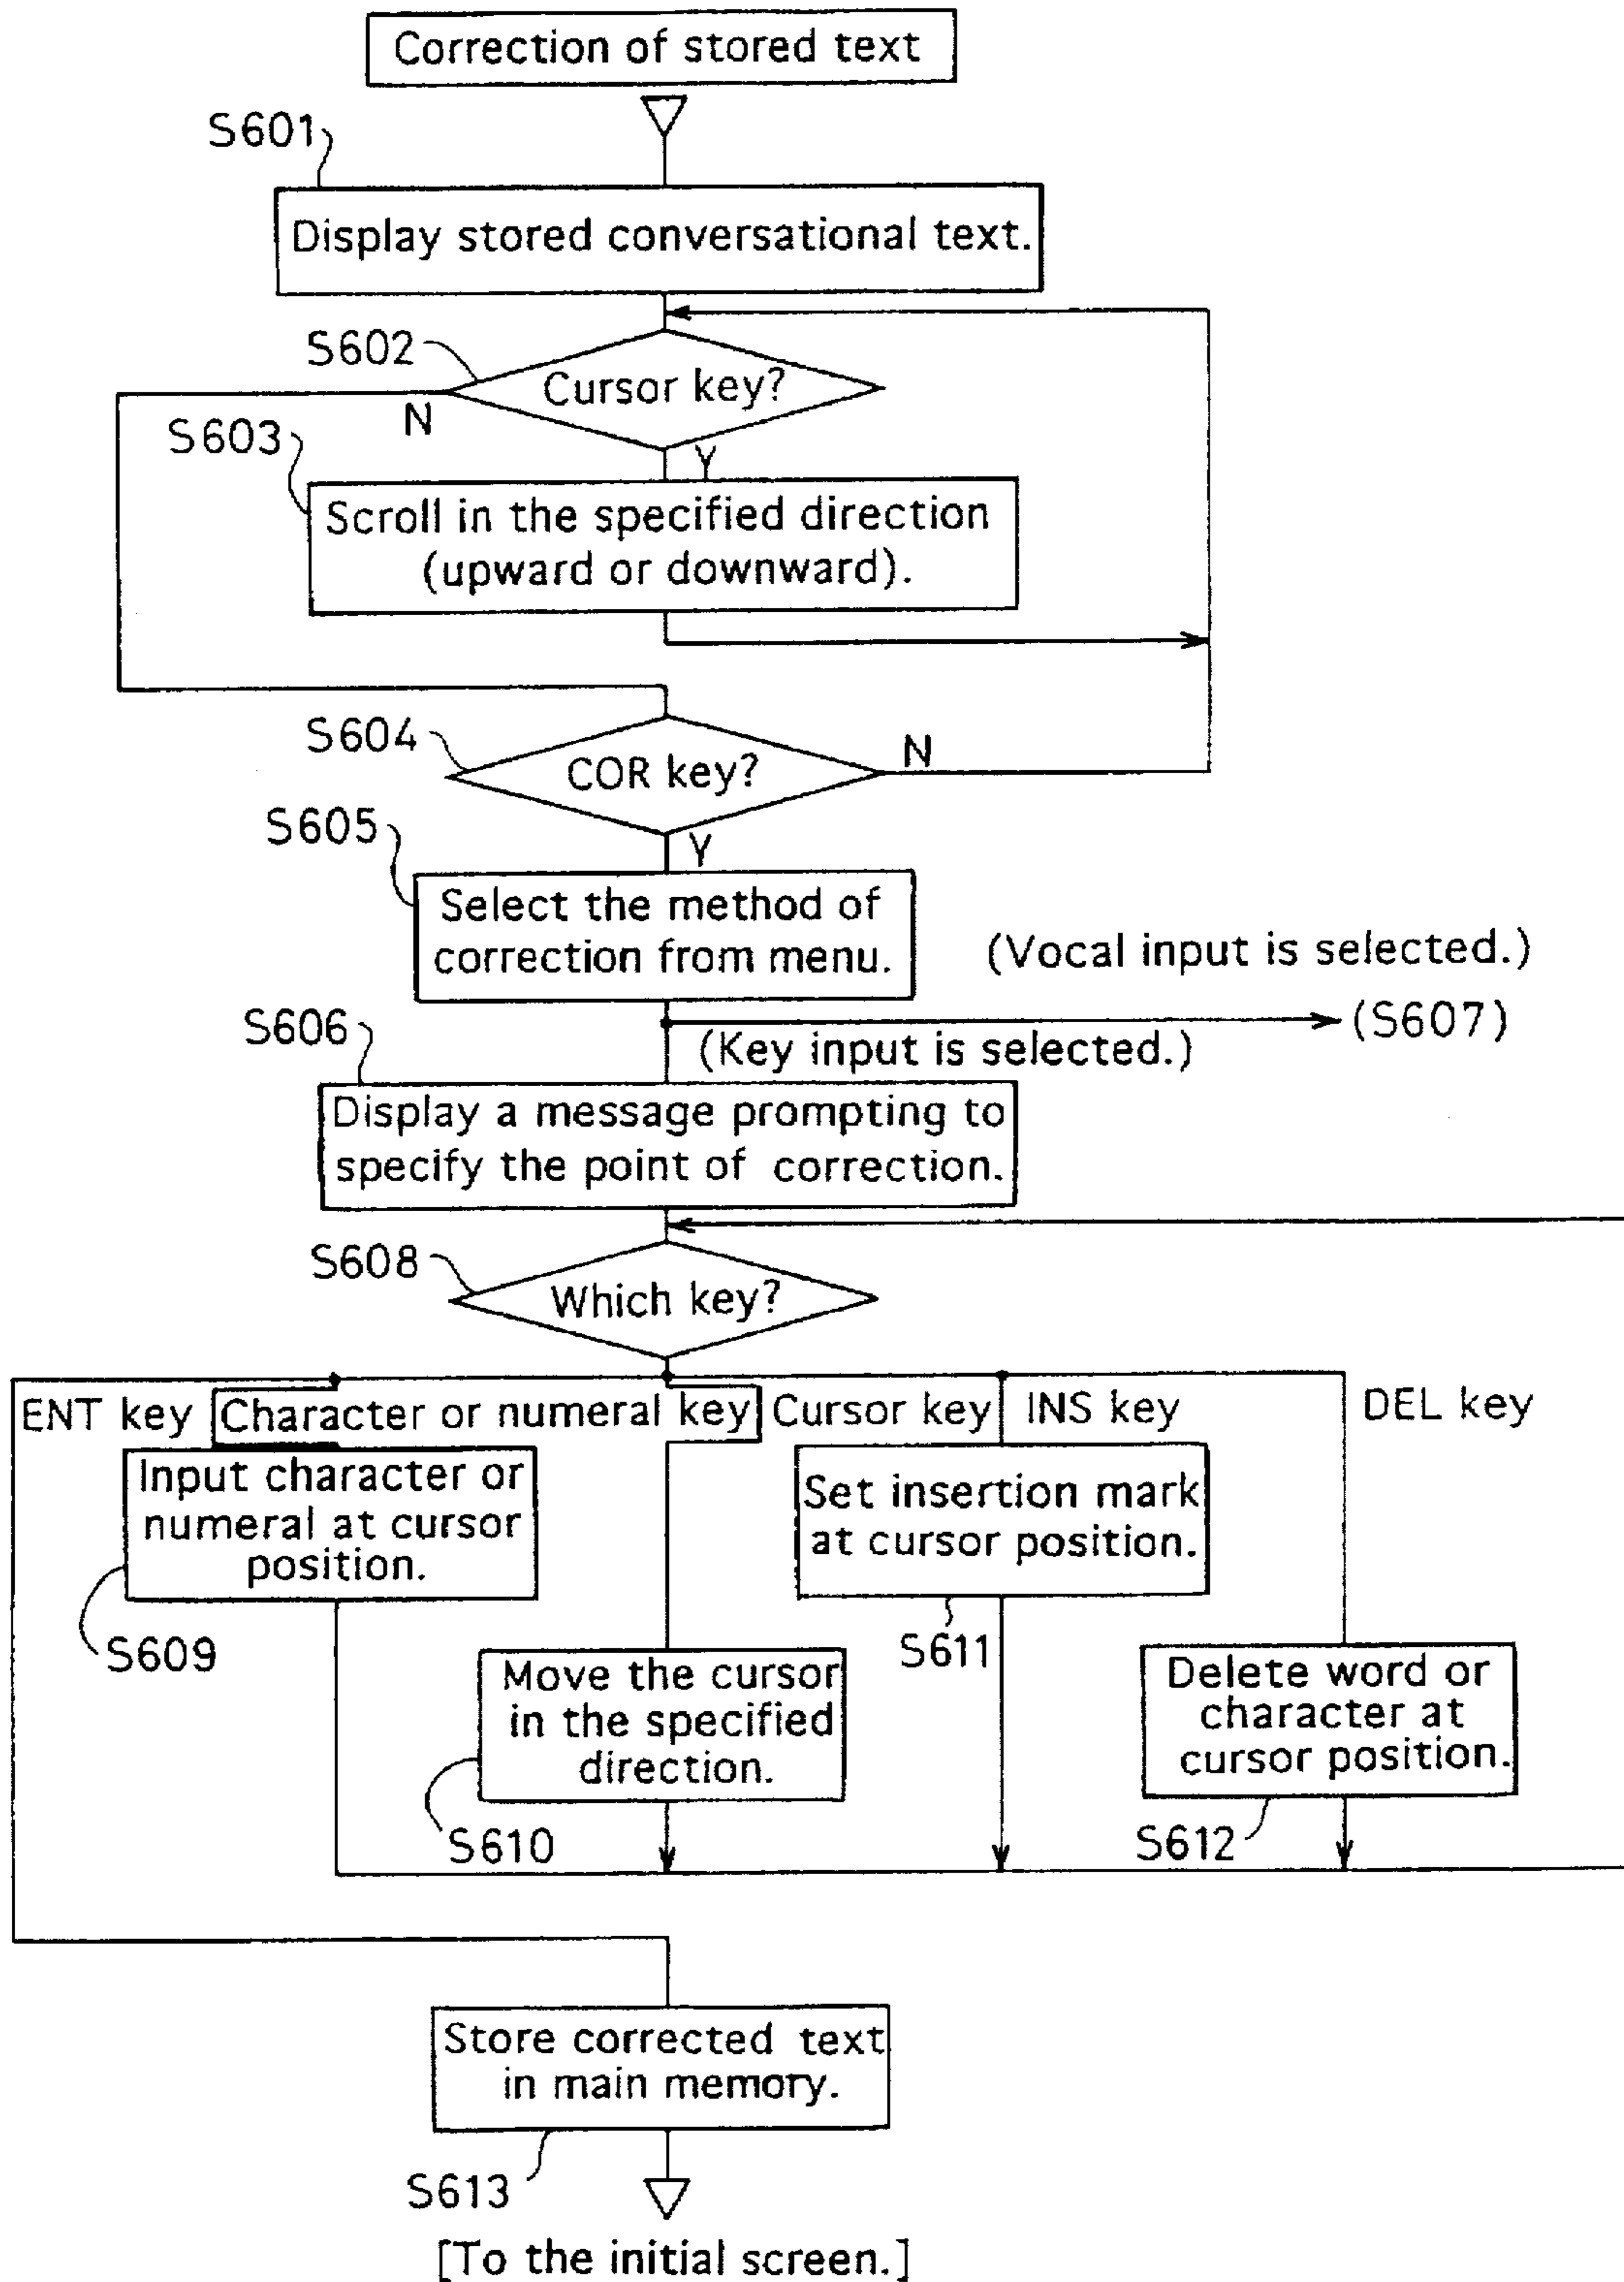 Correction of stored text
S601
Display stored conversational text.
S602
Cursor key?
N
S603
Y
Scroll in the specified direction
(upward or downward).
S604
COR key?
N
S605
Y
Select the method of
correction from menu.
(Vocal input is selected.)
S606
(S607)
(Key input is selected.)
Display a message prompting to
specify the point of correction.
S608
Which key?
ENT key
Character or numeral key
Cursor key
INS key
DEL key
Input character or
numeral at cursor
position.
S609
Set insertion mark
at cursor position.
S611
Move the cursor
in the specified
direction.
S610
Delete word or
character at
cursor position.
S612
Store corrected text
in main memory.
S613
[To the initial screen.]